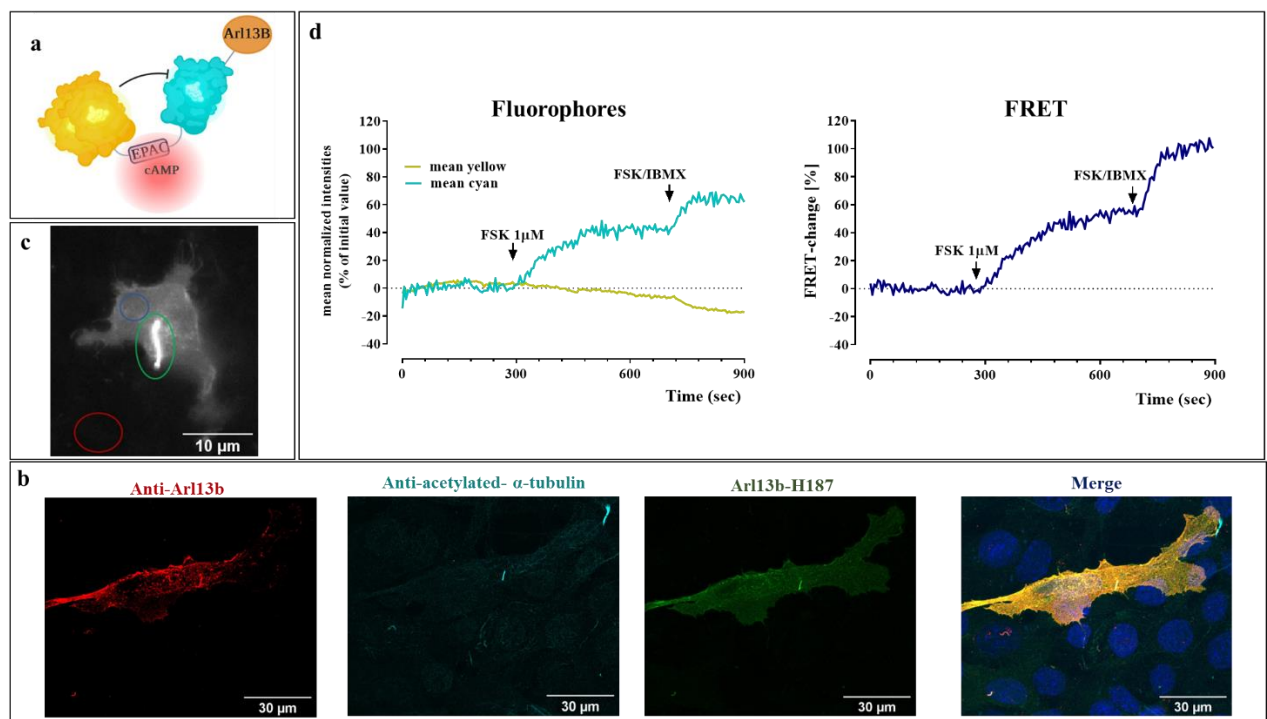 a
Arl13B
EPAC
cAMP
c
10 µm
d
Fluorophores
mean normalized intensities
(% of initial value)
120
100
80
60
40
20
0
-20
-40
mean yellow
mean cyan
FSK 1µM
FSK/IBMX
0
300
600
900
Time (sec)
FRET
FRET-change [%]
120
100
80
60
40
20
0
-20
-40
FSK 1µM
FSK/IBMX
0
300
600
900
Time (sec)
b
Anti-Arl13b
30 µm
Anti-acetylated- α-tubulin
30 µm
Arl13b-H187
30 µm
Merge
30 µm